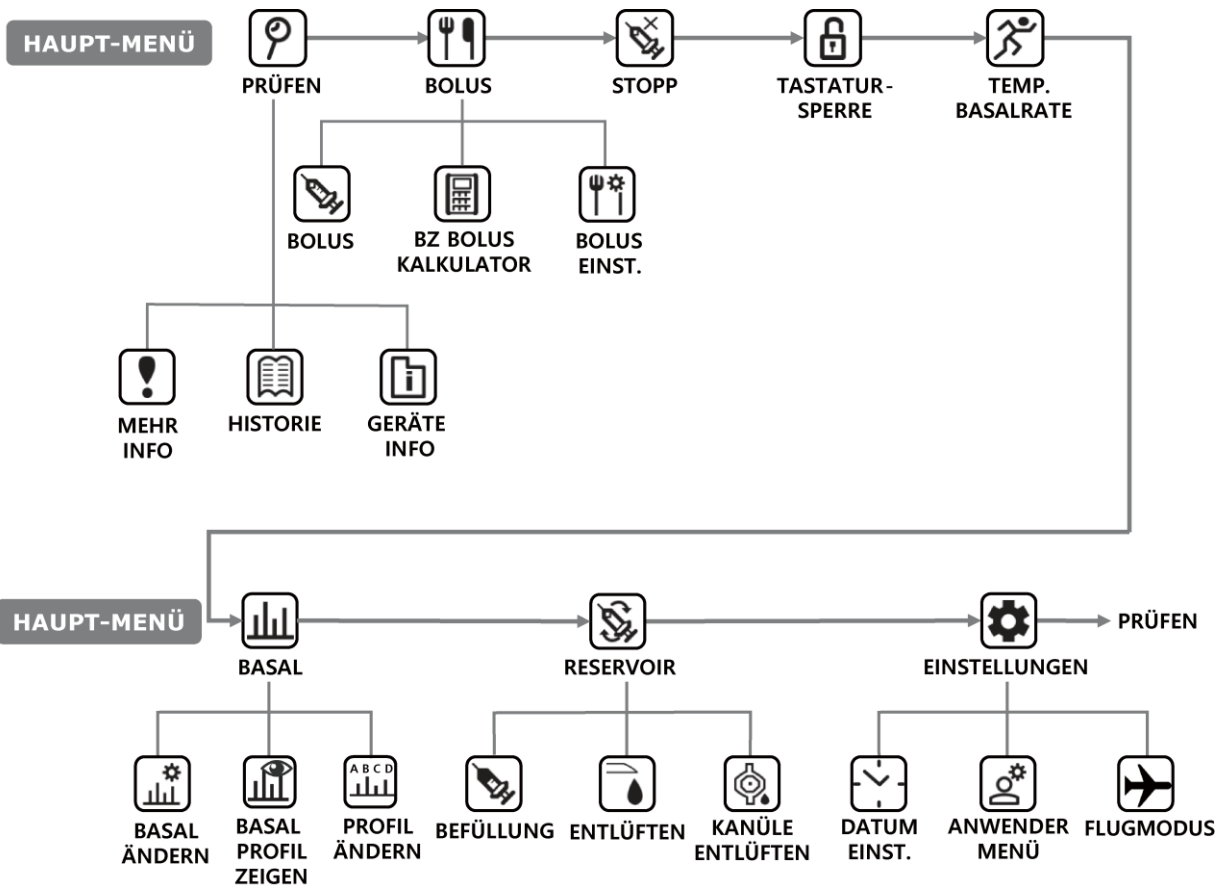 HAUPT-MENÜ
PRÜFEN
BOLUS
STOPP
TASTATUR-
SPERRE
TEMP.
BASALRATE
BOLUS
BZ BOLUS
KALKULATOR
BOLUS
EINST.
MEHR
INFO
HISTORIE
GERÄTE
INFO
HAUPT-MENÜ
BASAL
RESERVOIR
EINSTELLUNGEN
PRÜFEN
BASAL
ÄNDERN
BASAL
PROFIL
ZEIGEN
A B C D
PROFIL
ÄNDERN
BEFÜLLUNG
ENTLÜFTEN
KANÜLE
ENTLÜFTEN
DATUM
EINST.
ANWENDER
MENÜ
FLUGMODUS